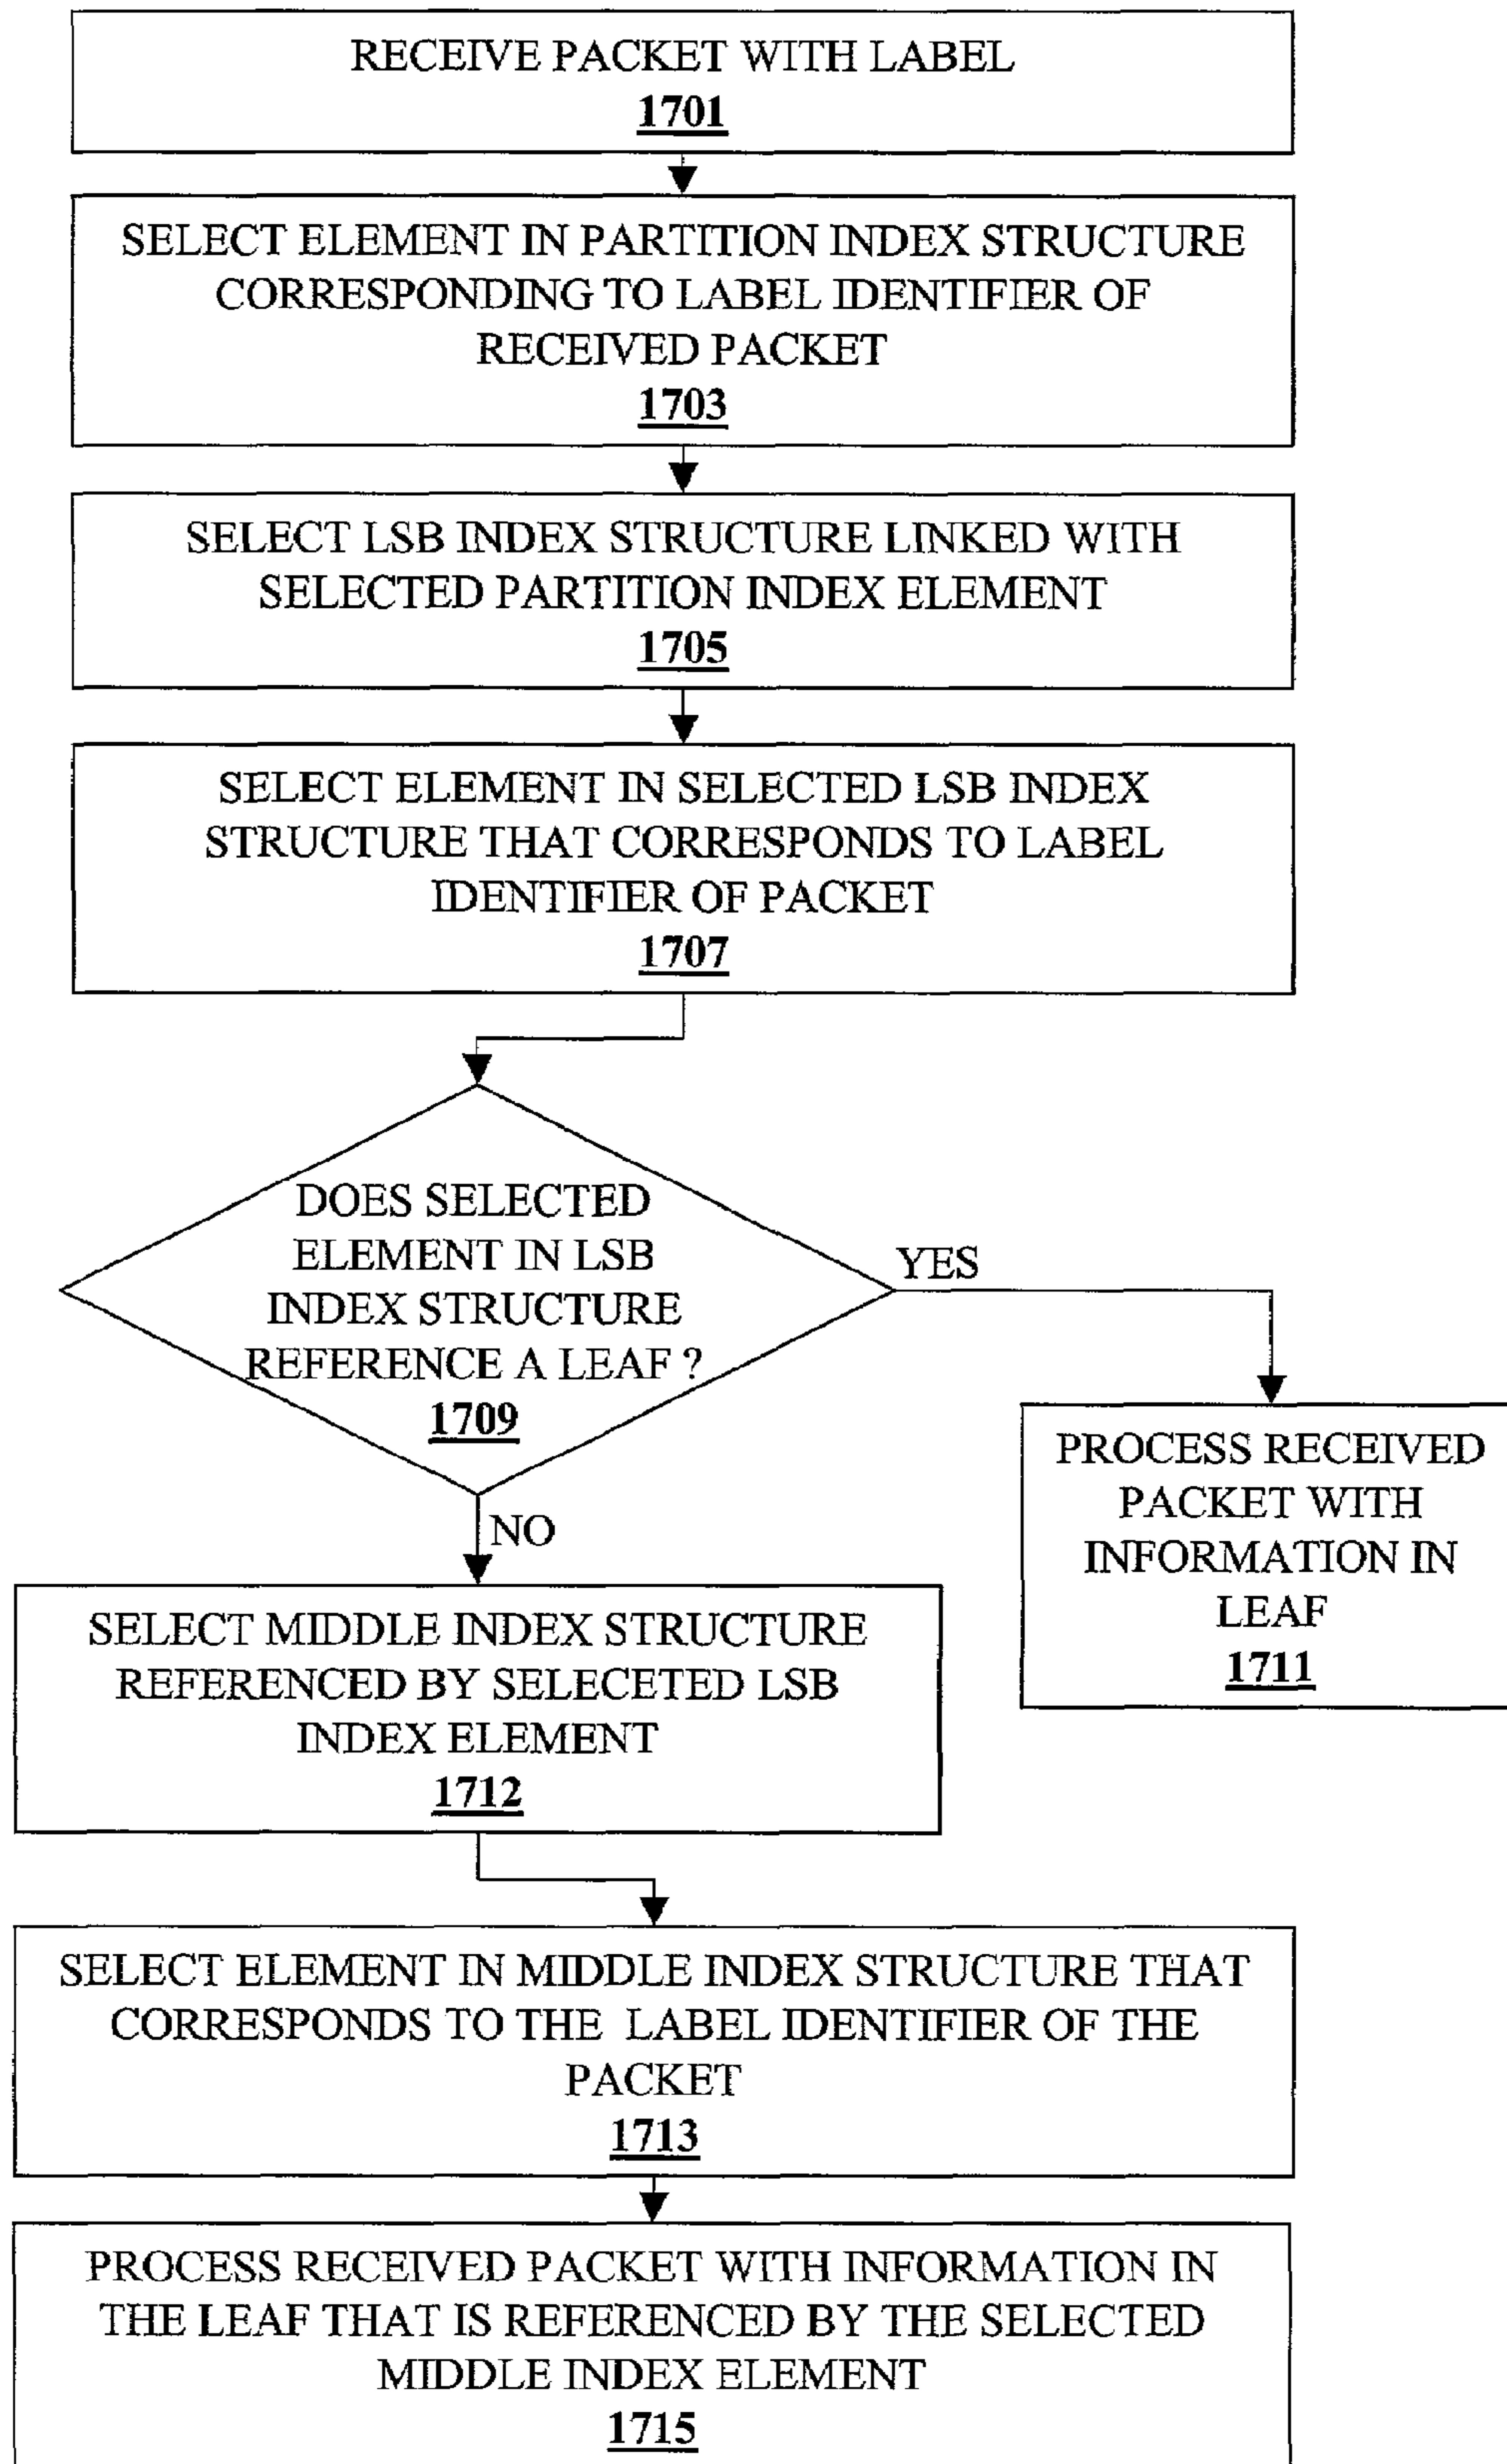 RECEIVE PACKET WITH LABEL
1701
SELECT ELEMENT IN PARTITION INDEX STRUCTURE
CORRESPONDING TO LABEL IDENTIFIER OF
RECEIVED PACKET
1703
SELECT LSB INDEX STRUCTURE LINKED WITH
SELECTED PARTITION INDEX ELEMENT
1705
SELECT ELEMENT IN SELECTED LSB INDEX
STRUCTURE THAT CORRESPONDS TO LABEL
IDENTIFIER OF PACKET
1707
DOES SELECTED
ELEMENT IN LSB
INDEX STRUCTURE
REFERENCE A LEAF ?
1709
YES
PROCESS RECEIVED
PACKET WITH
INFORMATION IN
LEAF
1711
NO
SELECT MIDDLE INDEX STRUCTURE
REFERENCED BY SELECETED LSB
INDEX ELEMENT
1712
SELECT ELEMENT IN MIDDLE INDEX STRUCTURE THAT
CORRESPONDS TO THE LABEL IDENTIFIER OF THE
PACKET
1713
PROCESS RECEIVED PACKET WITH INFORMATION IN
THE LEAF THAT IS REFERENCED BY THE SELECTED
MIDDLE INDEX ELEMENT
1715